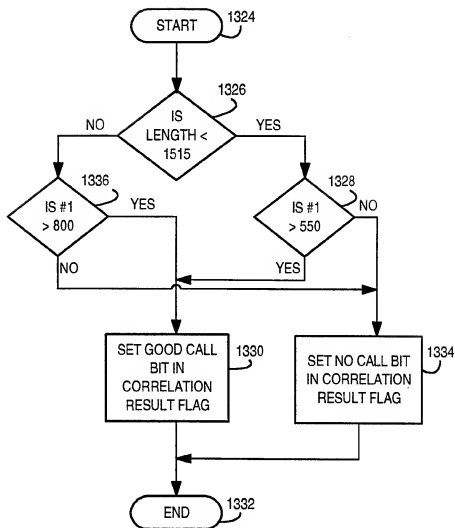 START
1324
IS
LENGTH <
1515
1326
NO
YES
IS #1
> 800
1336
YES
NO
IS #1
> 550
1328
NO
YES
SET GOOD CALL
BIT IN
CORRELATION
RESULT FLAG
1330
SET NO CALL BIT
IN CORRELATION
RESULT FLAG
1334
END
1332